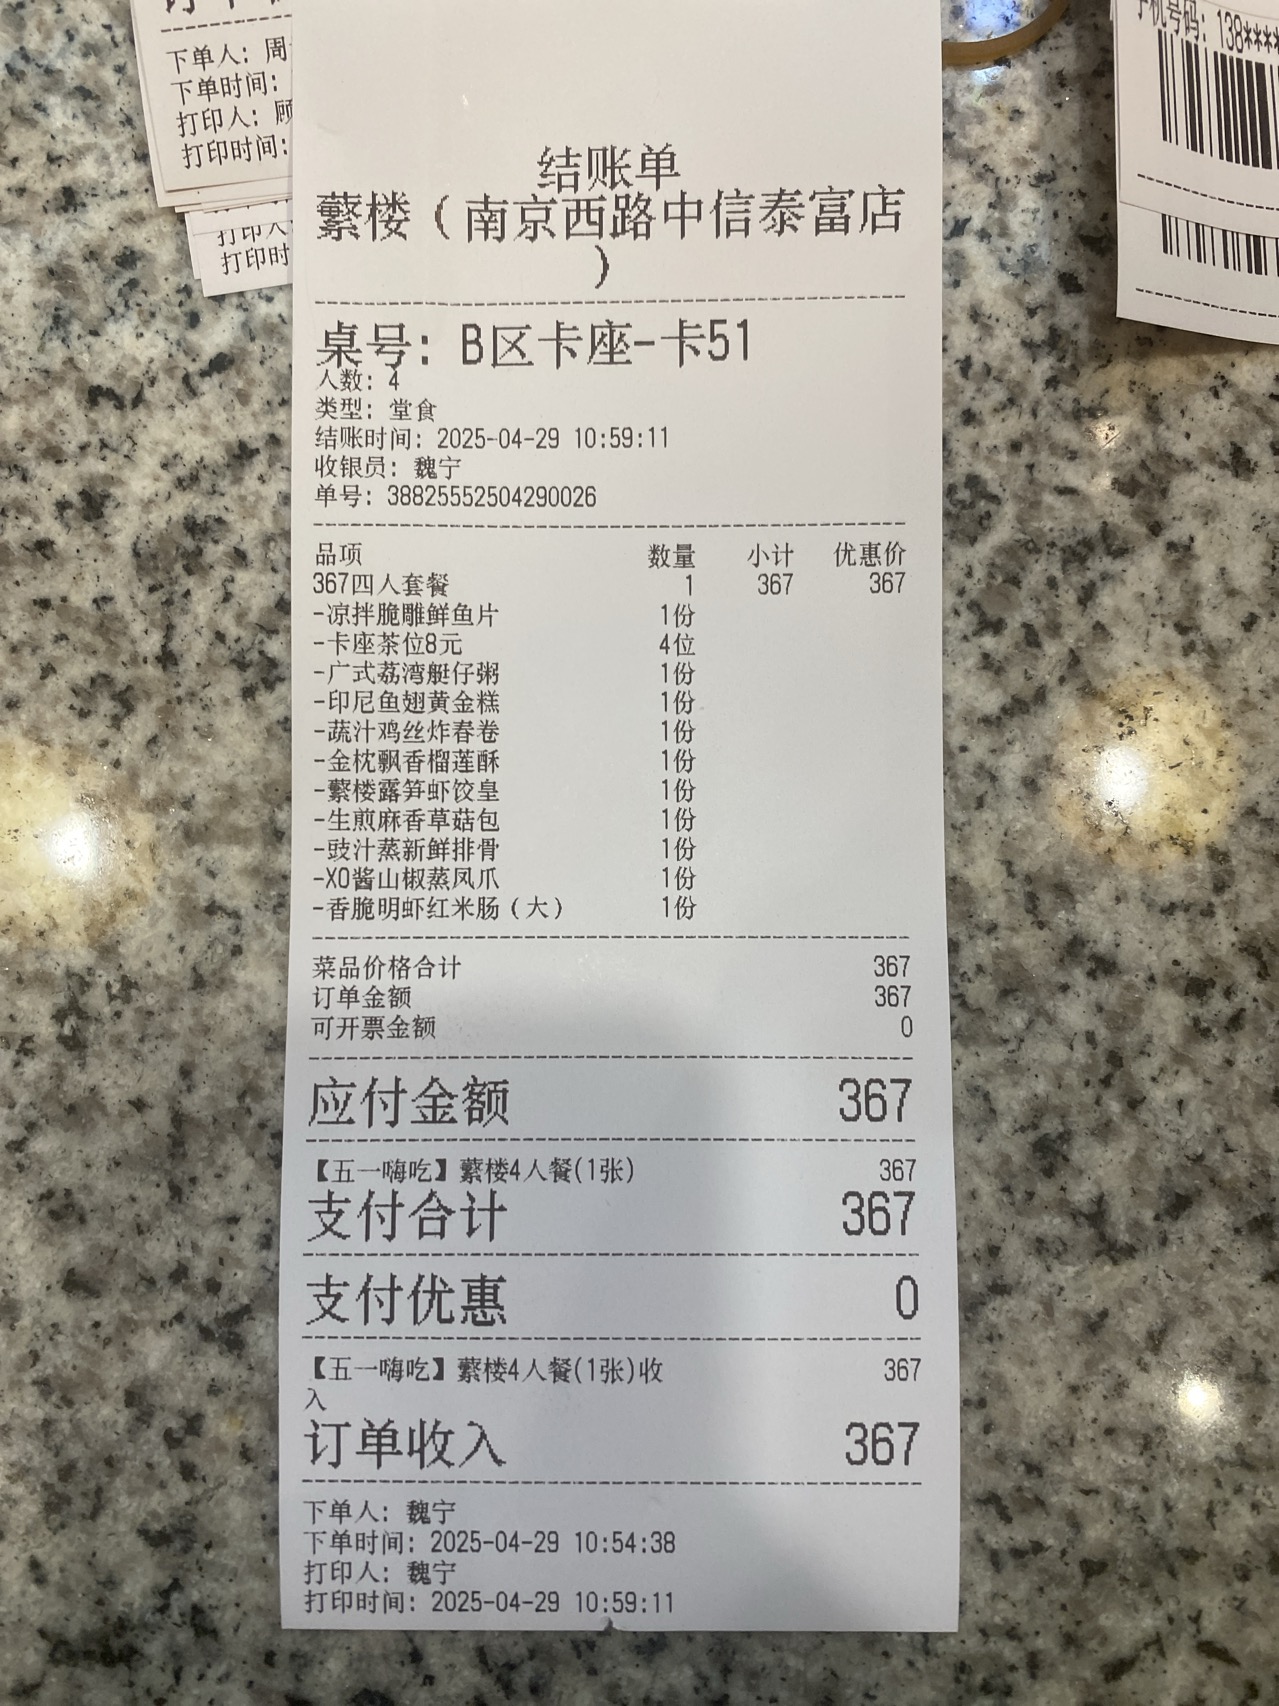 下单人：周
下单时间：
打印人：顾
打印时间：
打印人
打印时
手机号码：138****
结账单
蘩楼（南京西路中信泰富店
）
桌号：B区卡座-卡51
人数：4
类型：堂食
结账时间：2025-04-29 10:59:11
收银员：魏宁
单号：38825552504290026
品项 数量 小计 优惠价
367四人套餐 1 367 367
-凉拌脆雕鲜鱼片 1份
-卡座茶位8元 4位
-广式荔湾艇仔粥 1份
-印尼鱼翅黄金糕 1份
-蔬汁鸡丝炸春卷 1份
-金枕飘香榴莲酥 1份
-蘩楼露笋虾饺皇 1份
-生煎麻香草菇包 1份
-豉汁蒸新鲜排骨 1份
-XO酱山椒蒸凤爪 1份
-香脆明虾红米肠（大） 1份
菜品价格合计 367
订单金额 367
可开票金额 0
应付金额 367
【五一嗨吃】蘩楼4人餐(1张) 367
支付合计 367
支付优惠 0
【五一嗨吃】蘩楼4人餐(1张)收 367
入
订单收入 367
下单人：魏宁
下单时间：2025-04-29 10:54:38
打印人：魏宁
打印时间：2025-04-29 10:59:11